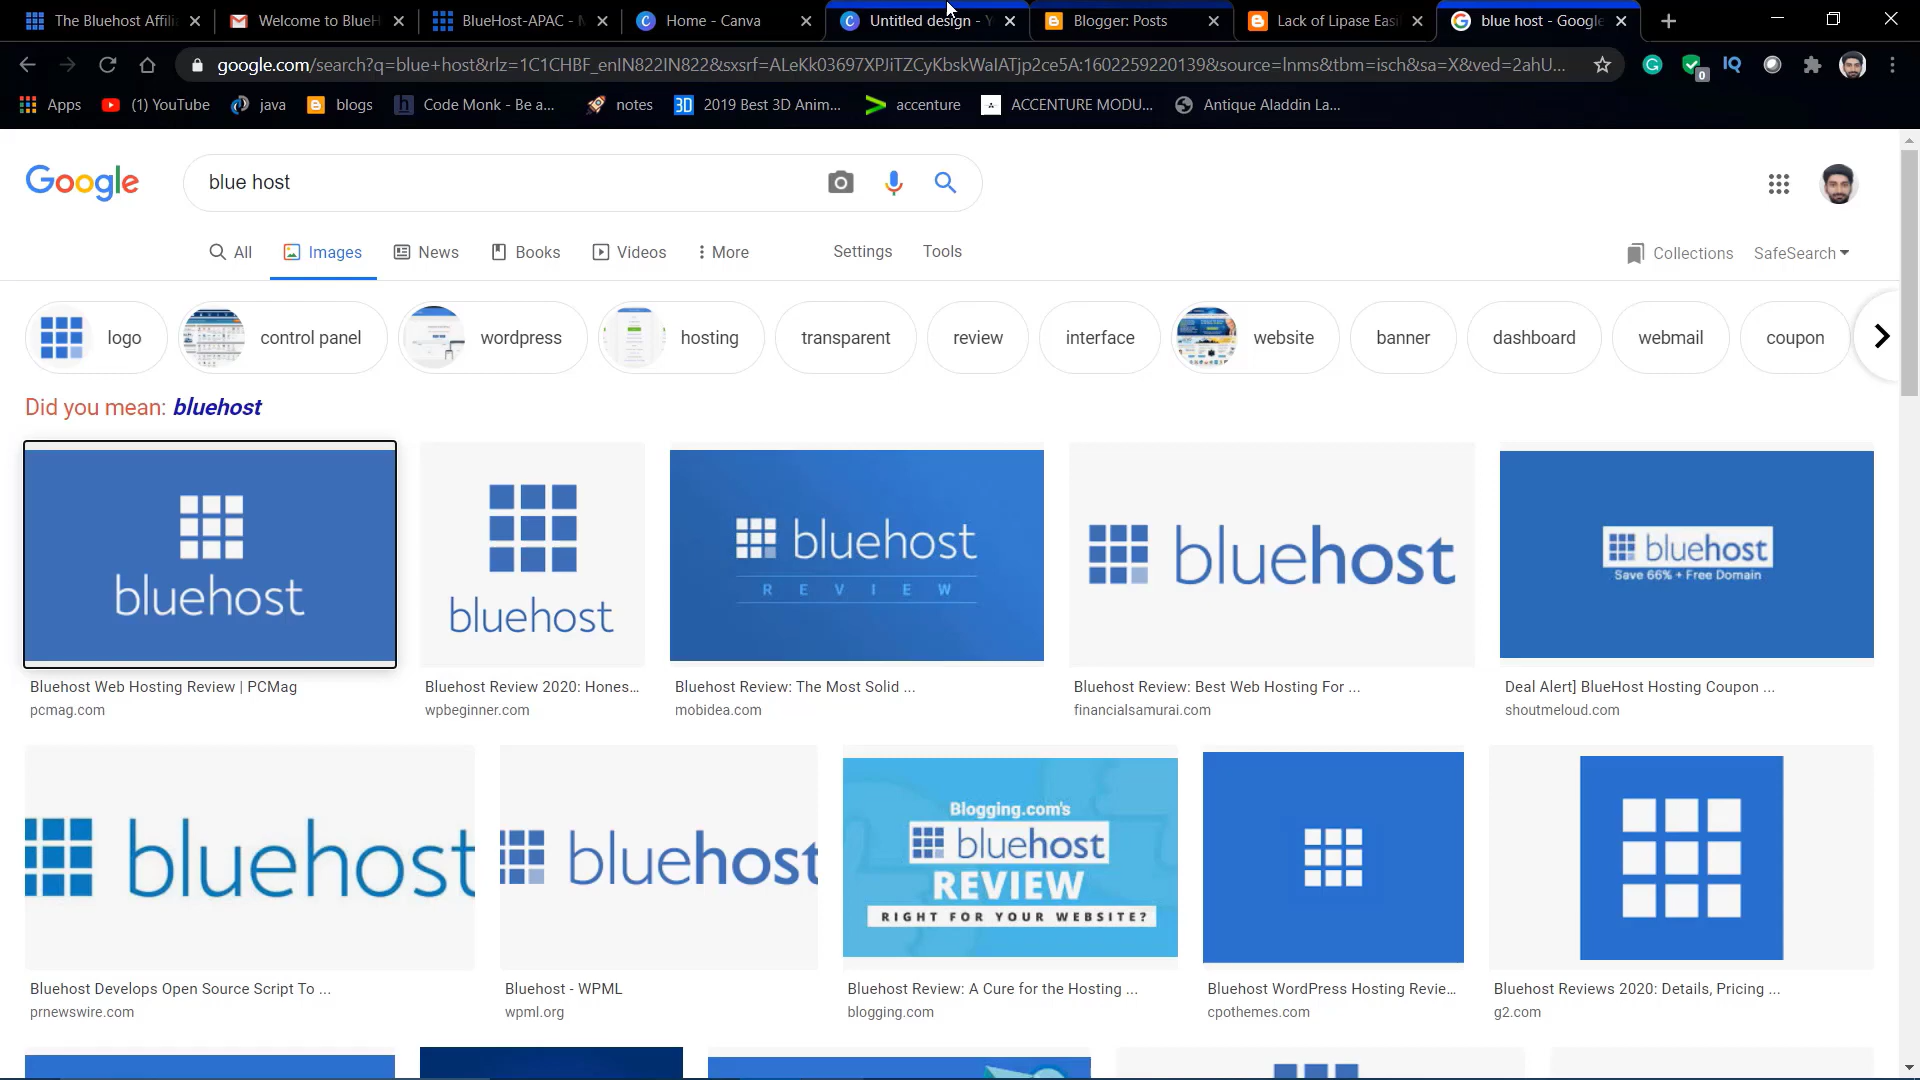 The Bluehost Affili
Welcome to BlueH
BlueHost-APAC -
Home - Canva
Untitled design -
Blogger: Posts
Lack of Lipase Easi
blue host - Google
google.com/search?q=blue+host&rlz=1C1CHBF_enIN822IN822&sxsrf=ALeKk03697XPJiTZCyKbskWalATjp2ce5A:1602259220139&source=lnms&tbm=isch&sa=X&ved=2ahU...
0
IQ
Apps
(1) YouTube
java
blogs
Code Monk - Be a...
notes
3D
2019 Best 3D Anim...
accenture
ACCENTURE MODU...
Antique Aladdin La...
Google
blue host
All
Images
News
Books
Videos
More
Settings
Tools
Collections
SafeSearch
logo
control panel
wordpress
hosting
transparent
review
interface
website
banner
dashboard
webmail
coupon
Did you mean: bluehost
bluehost
bluehost
bluehost
REVIEW
bluehost
bluehost
Save 66% + Free Domain
Bluehost Web Hosting Review | PCMag
pcmag.com
Bluehost Review 2020: Hones...
wpbeginner.com
Bluehost Review: The Most Solid ...
mobidea.com
Bluehost Review: Best Web Hosting For ...
financialsamurai.com
Deal Alert] BlueHost Hosting Coupon ...
shoutmeloud.com
bluehost
bluehost
Blogging.com's
bluehost
REVIEW
RIGHT FOR YOUR WEBSITE?
Bluehost Develops Open Source Script To ...
prnewswire.com
Bluehost - WPML
wpml.org
Bluehost Review: A Cure for the Hosting ...
blogging.com
Bluehost WordPress Hosting Revie...
cpothemes.com
Bluehost Reviews 2020: Details, Pricing ...
g2.com